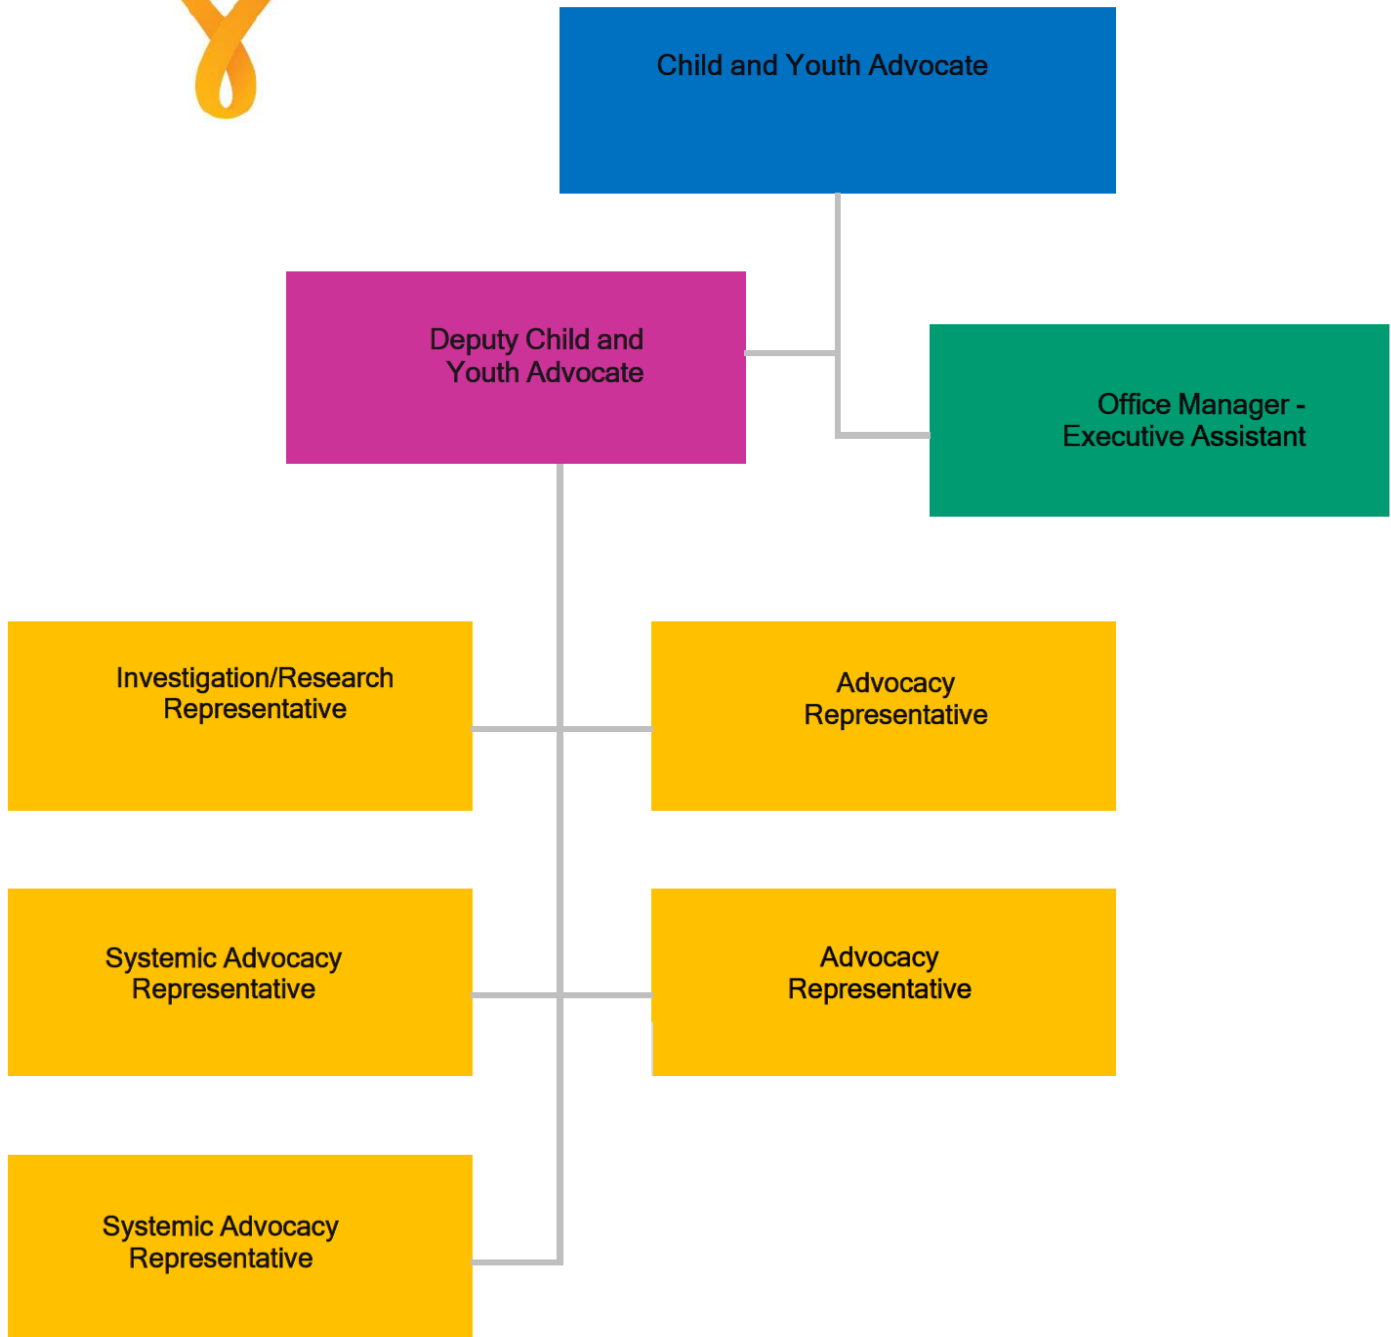 Child and Youth Advocate
Deputy Child and
Youth Advocate
Office Manager -
Executive Assistant
Investigation/Research
Representative
Advocacy
Representative
Systemic Advocacy
Representative
Advocacy
Representative
Systemic Advocacy
Representative